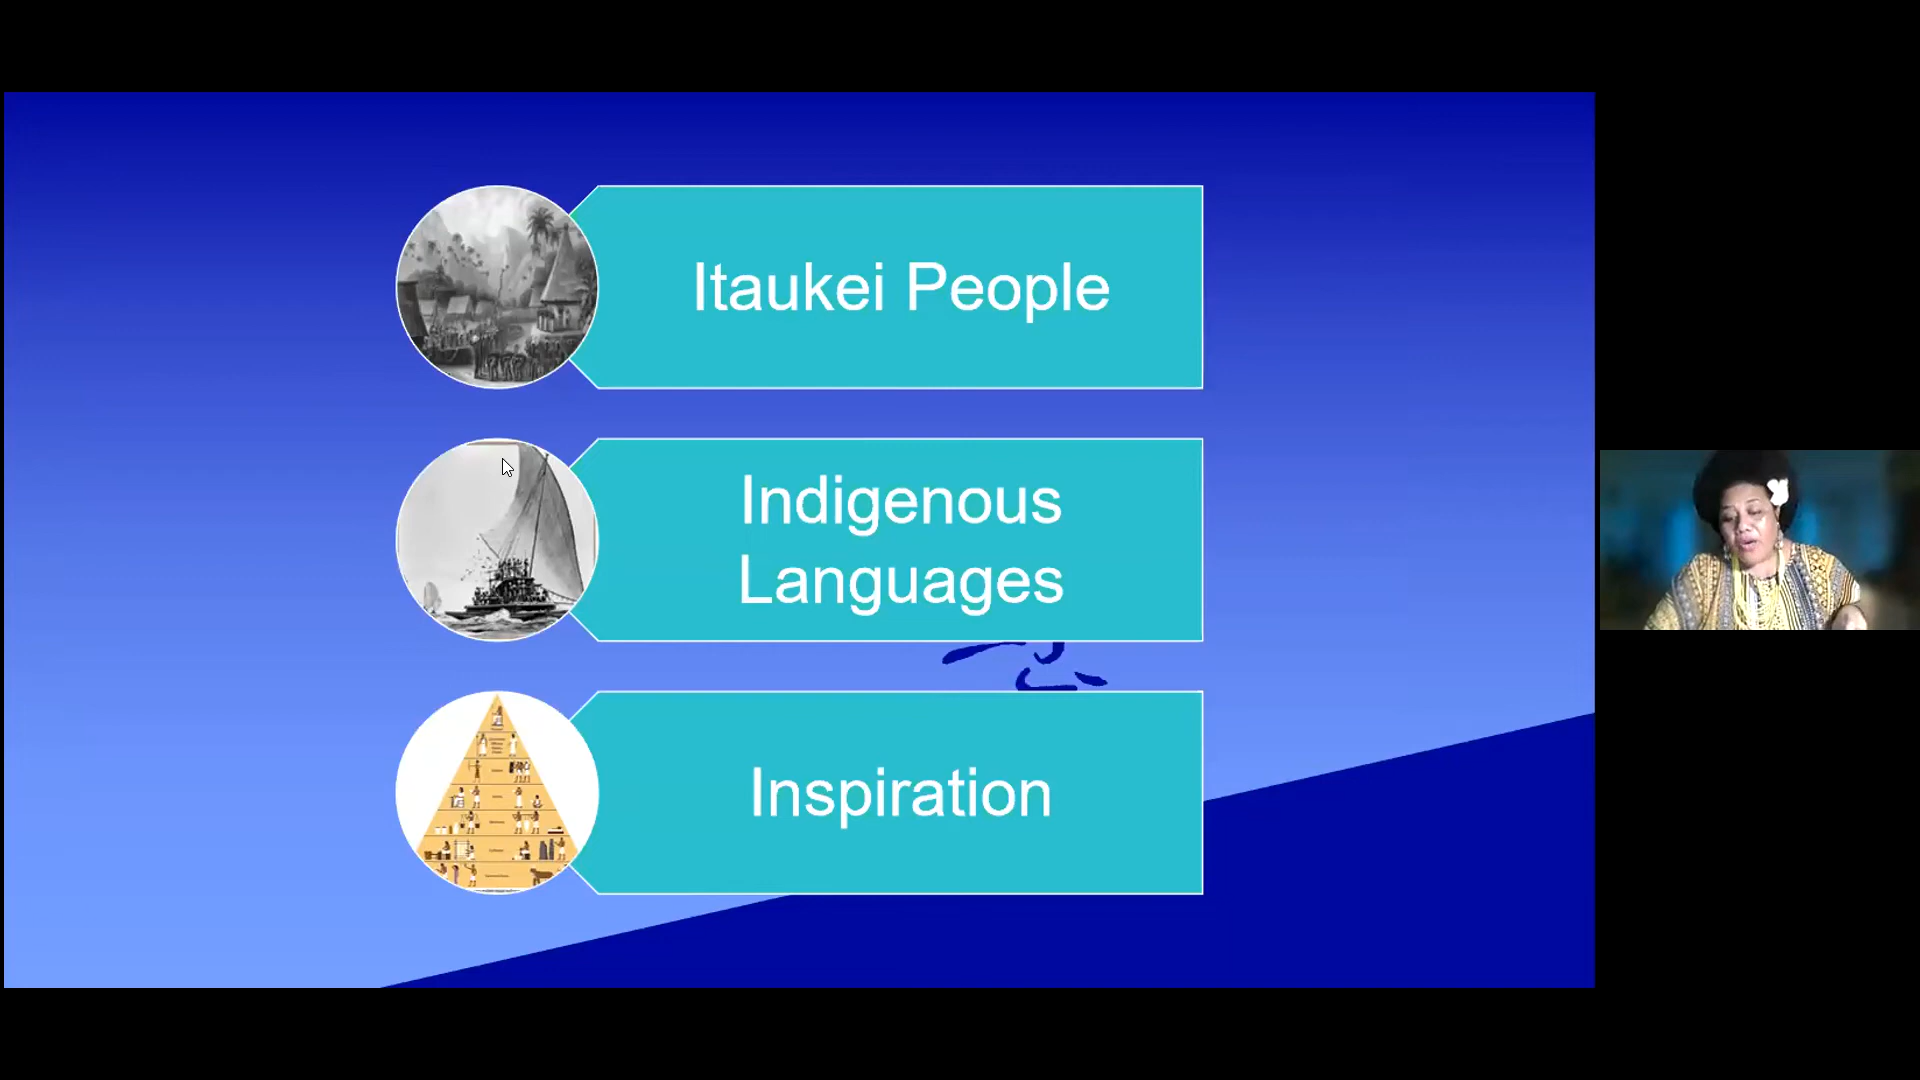 Itaukei People
Indigenous
Languages
Inspiration